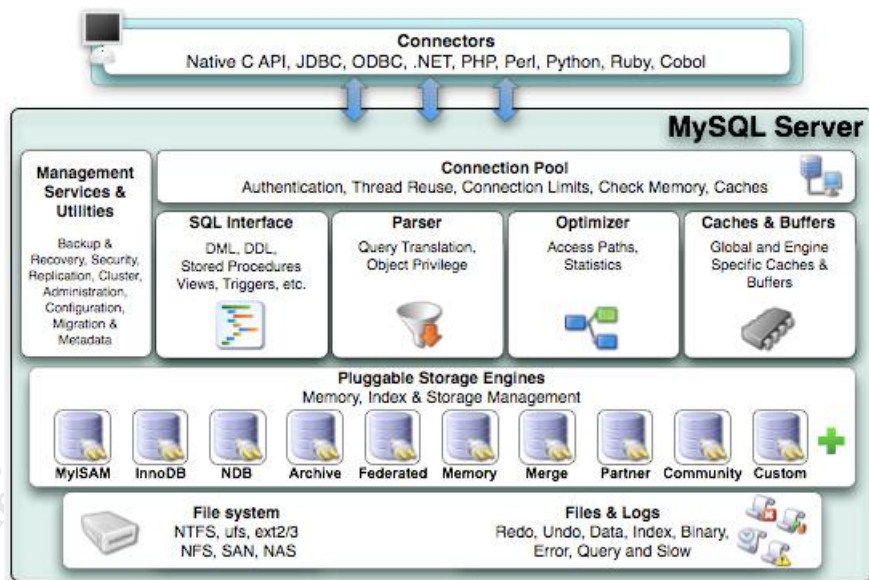 Connectors
Native C API, JDBC, ODBC, .NET, PHP, Perl, Python, Ruby, Cobol
MySQL Server
Management
Services &
Utilities
Backup &
Recovery, Security,
Replication, Cluster,
Administration,
Configuration,
Migration &
Metadata
Connection Pool
Authentication, Thread Reuse, Connection Limits, Check Memory, Caches
SQL Interface
DML, DDL,
Stored Procedures
Views, Triggers, etc.
Parser
Query Translation,
Object Privilege
Optimizer
Access Paths,
Statistics
Caches & Buffers
Global and Engine
Specific Caches &
Buffers
Pluggable Storage Engines
Memory, Index & Storage Management
MyISAM
InnoDB
NDB
Archive
Federated
Memory
Merge
Partner
Community
Custom
File system
NTFS, ufs, ext2/3
NFS, SAN, NAS
Files & Logs
Redo, Undo, Data, Index, Binary,
Error, Query and Slow